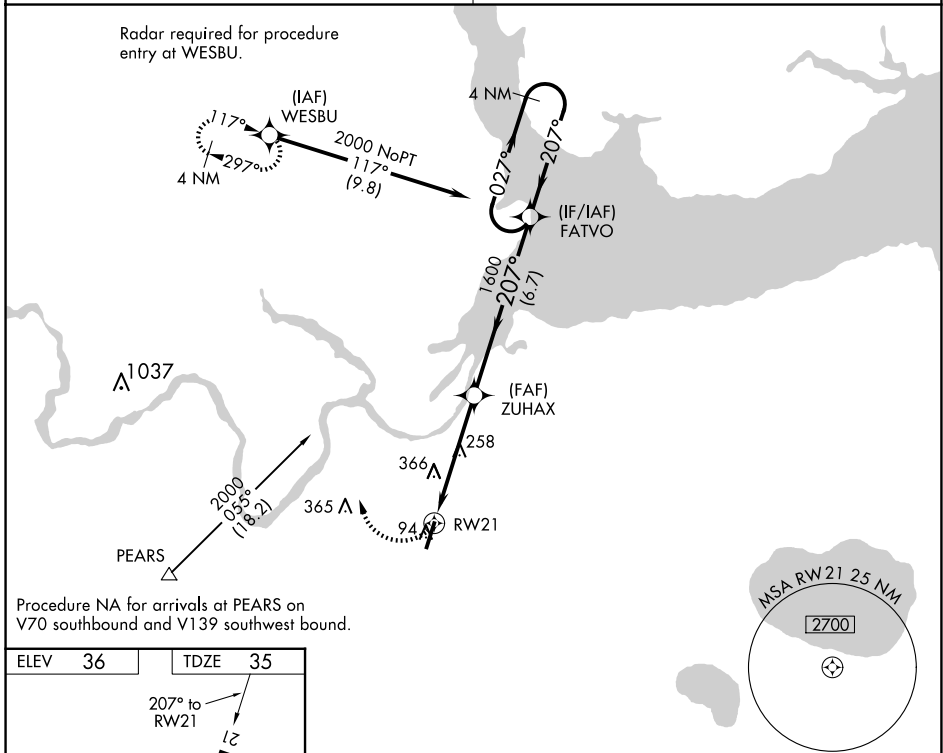 Radar required for procedure
entry at WESBU.
(IAF)
WESBU
117°
297°
4 NM
2000 NoPT
117°
(9.8)
4 NM
027°
207°
(IF/IAF)
FATVO
1600
207°
(6.7)
1037
(FAF)
ZUHAX
258
366
365
94
RW21
2000
055°
(18.2)
PEARS
Procedure NA for arrivals at PEARS on
V70 southbound and V139 southwest bound.
MSA RW21 25 NM
2700
ELEV 36
TDZE 35
207° to
RW21
21